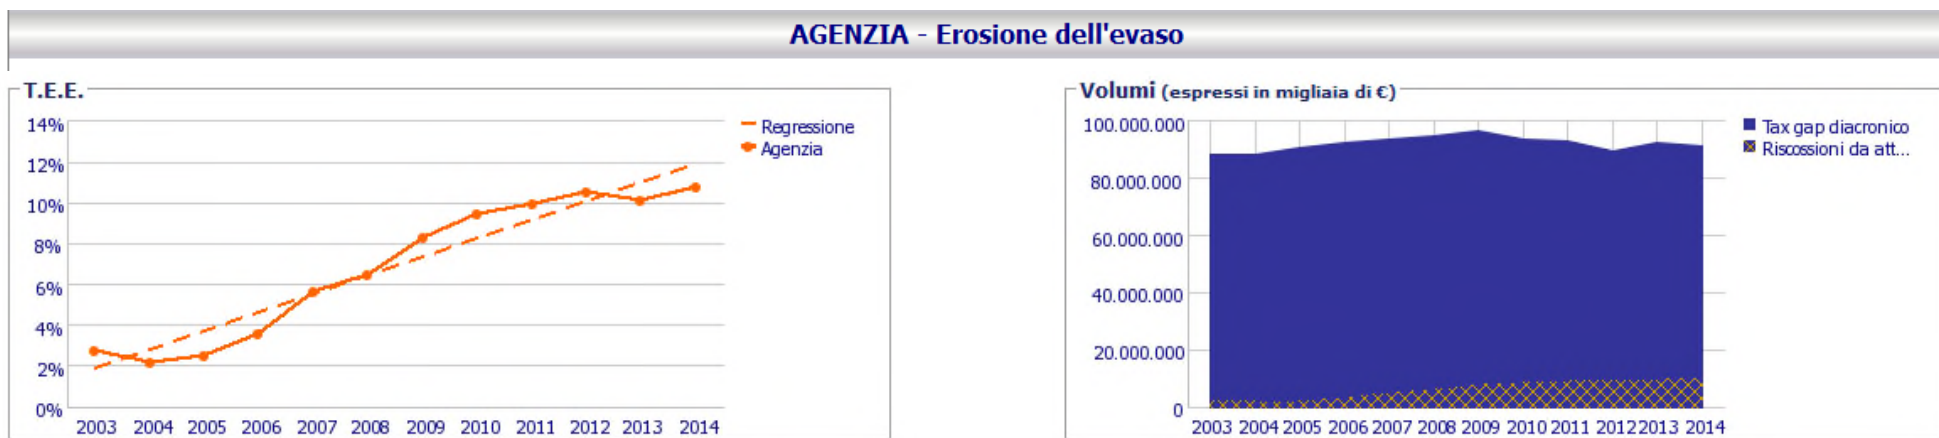 AGENZIA - Erosione dell'evaso
T.E.E.
14%
12%
10%
8%
6%
4%
2%
0%
2003 2004 2005 2006 2007 2008 2009 2010 2011 2012 2013 2014
Regressione
Agenzia
Volumi (espressi in migliaia di €)
100.000.000
80.000.000
60.000.000
40.000.000
20.000.000
0
2003 2004 2005 2006 2007 2008 2009 2010 2011 2012 2013 2014
Tax gap diacronico
Riscossioni da att...